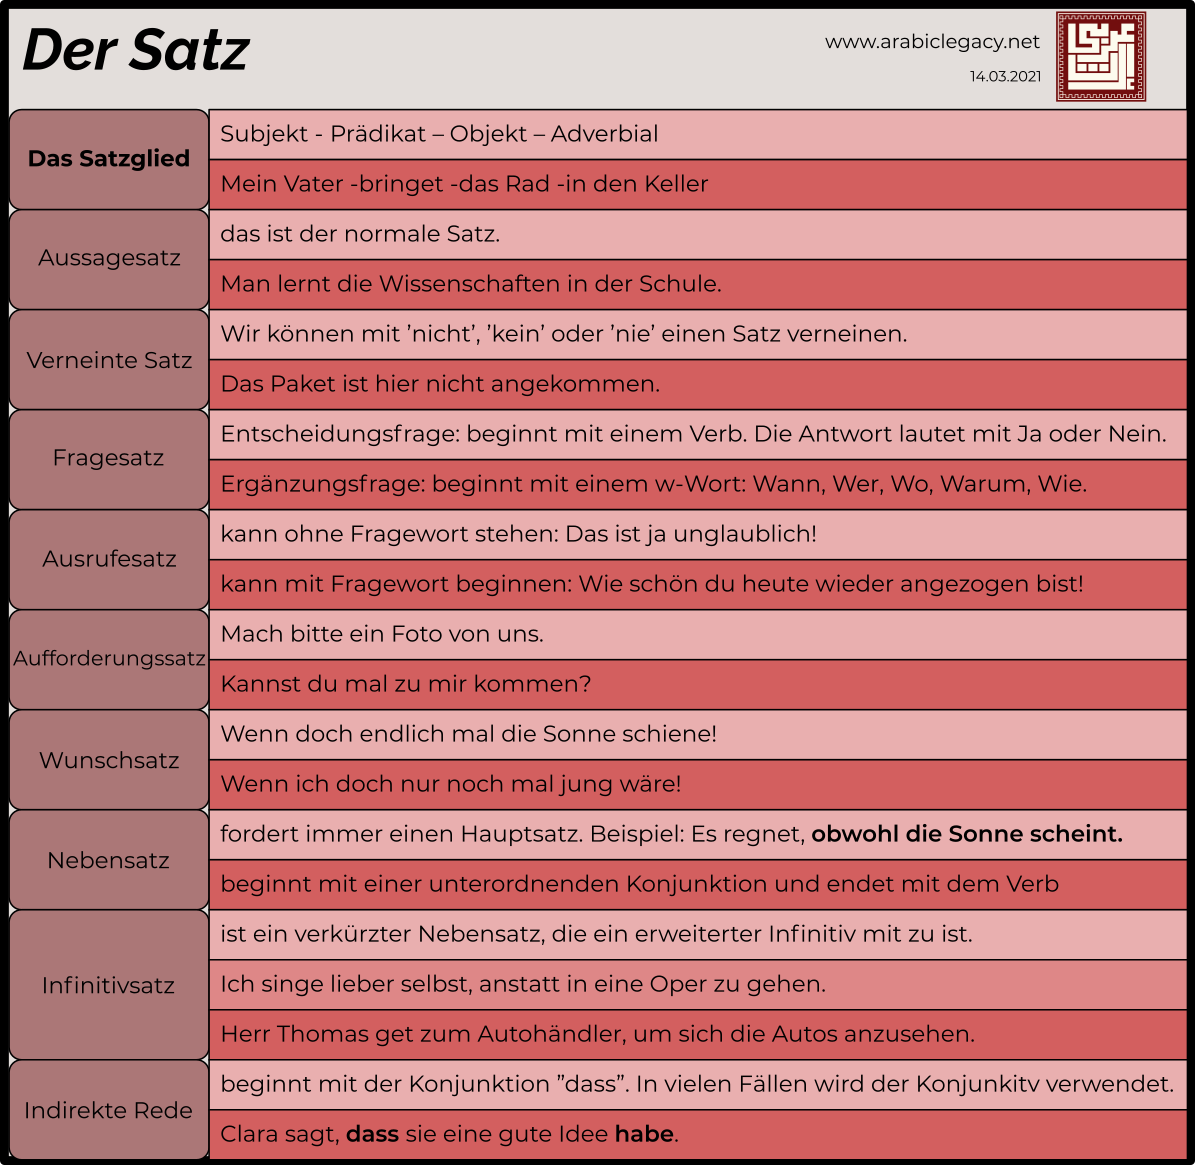 Der Satz
www.arabiclegacy.net
14.03.2021
Das Satzglied
Subjekt - Prädikat – Objekt – Adverbial
Mein Vater -bringet -das Rad -in den Keller
Aussagesatz
das ist der normale Satz.
Man lernt die Wissenschaften in der Schule.
Verneinte Satz
Wir können mit ’nicht’, ’kein’ oder ’nie’ einen Satz verneinen.
Das Paket ist hier nicht angekommen.
Fragesatz
Entscheidungsfrage: beginnt mit einem Verb. Die Antwort lautet mit Ja oder Nein.
Ergänzungsfrage: beginnt mit einem w-Wort: Wann, Wer, Wo, Warum, Wie.
Ausrufesatz
kann ohne Fragewort stehen: Das ist ja unglaublich!
kann mit Fragewort beginnen: Wie schön du heute wieder angezogen bist!
Aufforderungssatz
Mach bitte ein Foto von uns.
Kannst du mal zu mir kommen?
Wunschsatz
Wenn doch endlich mal die Sonne schiene!
Wenn ich doch nur noch mal jung wäre!
Nebensatz
fordert immer einen Hauptsatz. Beispiel: Es regnet, obwohl die Sonne scheint.
beginnt mit einer unterordnenden Konjunktion und endet mit dem Verb
Infinitivsatz
ist ein verkürzter Nebensatz, die ein erweiterter Infinitiv mit zu ist.
Ich singe lieber selbst, anstatt in eine Oper zu gehen.
Herr Thomas get zum Autohändler, um sich die Autos anzusehen.
Indirekte Rede
beginnt mit der Konjunktion ”dass”. In vielen Fällen wird der Konjunkitv verwendet.
Clara sagt, dass sie eine gute Idee habe.